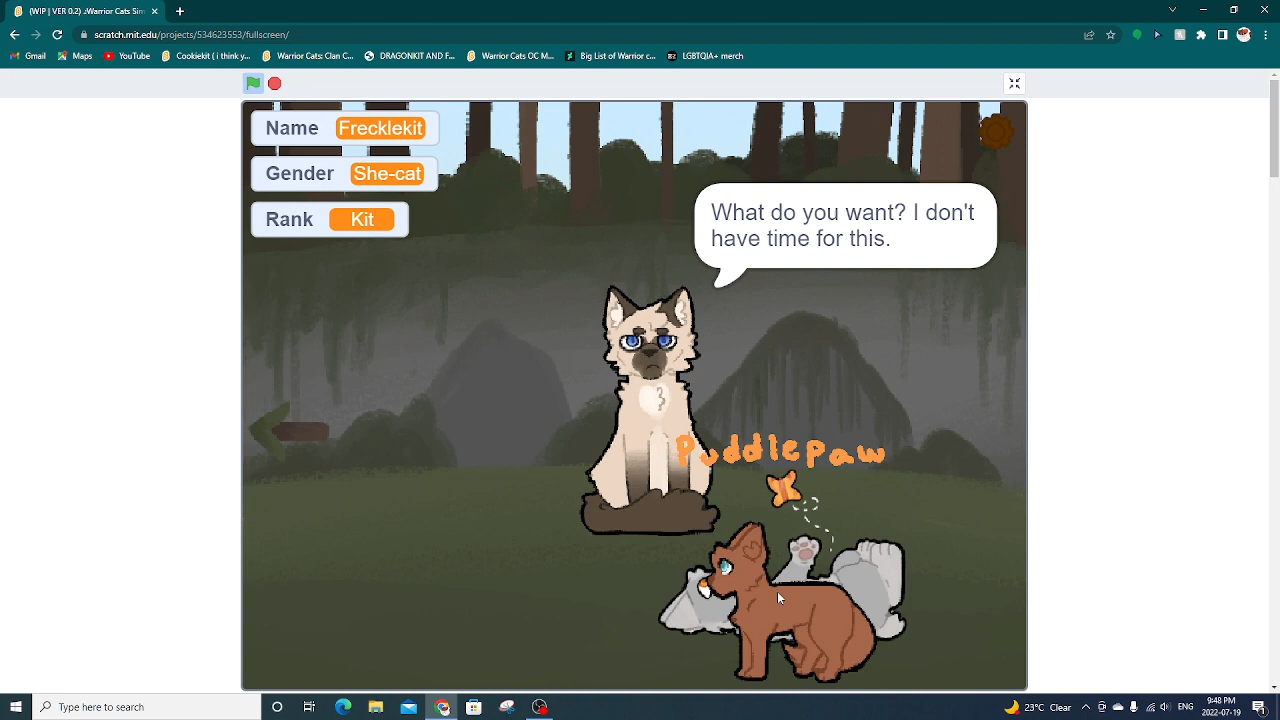 (WIP | VER 0.2) :Warrior Cats Sim
scratch.mit.edu/projects/534623553/fullscreen/
Gmail
Maps
YouTube
Cookiekit ( i think y...
Warrior Cats: Clan C...
DRAGONKIT AND F...
Warrior Cats OC M...
Big List of Warrior c...
LGBTQIA+ merch
Name Frecklekit
Gender She-cat
Rank Kit
What do you want? I don't
have time for this.
Puddlepaw
Type here to search
23°C Clear
ENG
9:48 PM
2022-07-19